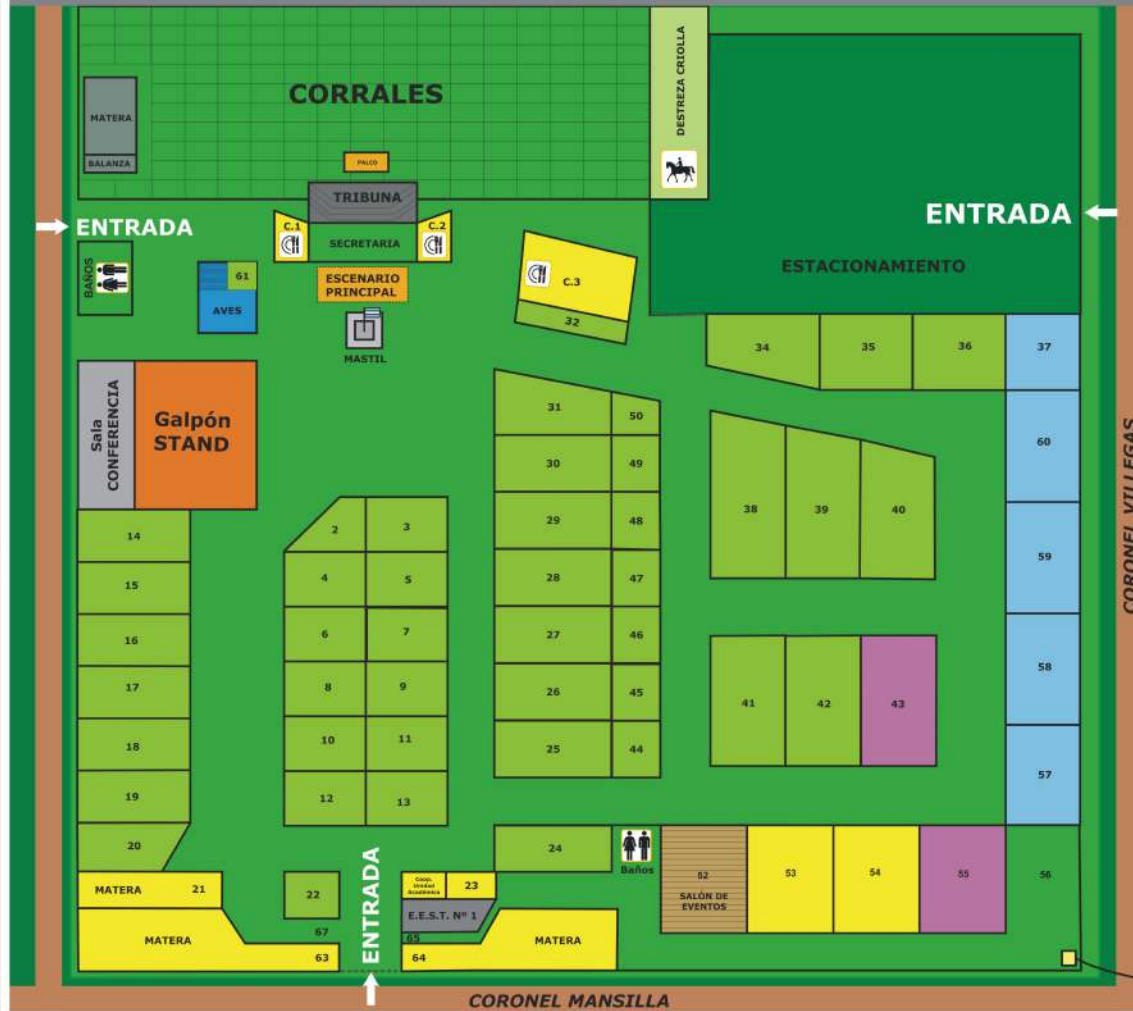 DESTREZA CRIOLLA
CORRALES
MATERA
BALANZA
PALCO
TRIBUNA
ENTRADA
C.1
C.2
SECRETARIA
ENTRADA
BAÑOS
61
AVES
ESCENARIO
PRINCIPAL
MASTIL
C.3
32
ESTACIONAMIENTO
34
35
36
37
Sala
CONFERENCIA
Galpón
STAND
31
50
30
49
29
48
28
47
27
46
26
45
25
44
38
39
40
60
59
58
57
CORONEL VILLEGAS
14
15
16
17
18
19
20
2
3
4
5
6
7
8
9
10
11
12
13
41
42
43
24
Baños
52
SALÓN DE
EVENTOS
53
54
55
56
MATERA
21
22
ENTRADA
Coop.
Unidad
Académica
23
E.E.S.T. Nº 1
67
65
MATERA
63
64
MATERA
CORONEL MANSILLA